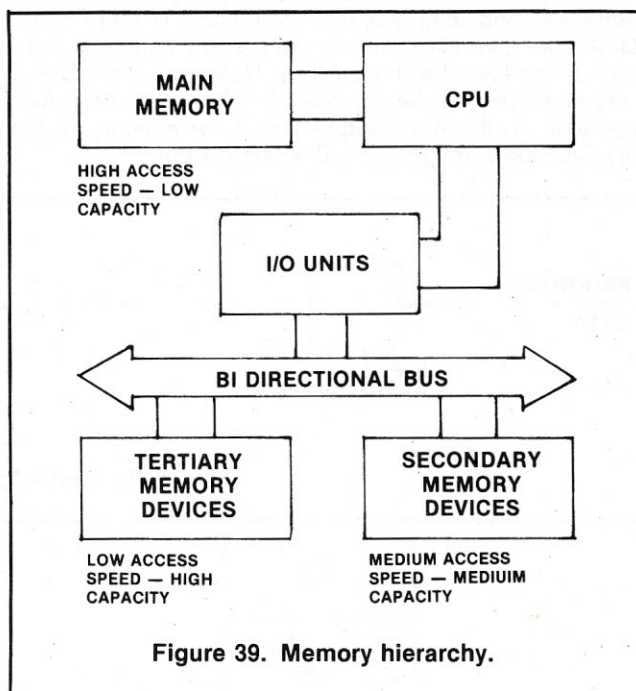 MAIN
MEMORY
CPU
HIGH ACCESS
SPEED — LOW
CAPACITY
I/O UNITS
BI DIRECTIONAL BUS
TERTIARY
MEMORY
DEVICES
SECONDARY
MEMORY
DEVICES
LOW ACCESS
SPEED — HIGH
CAPACITY
MEDIUM ACCESS
SPEED — MEDIUIM
CAPACITY
Figure 39. Memory hierarchy.